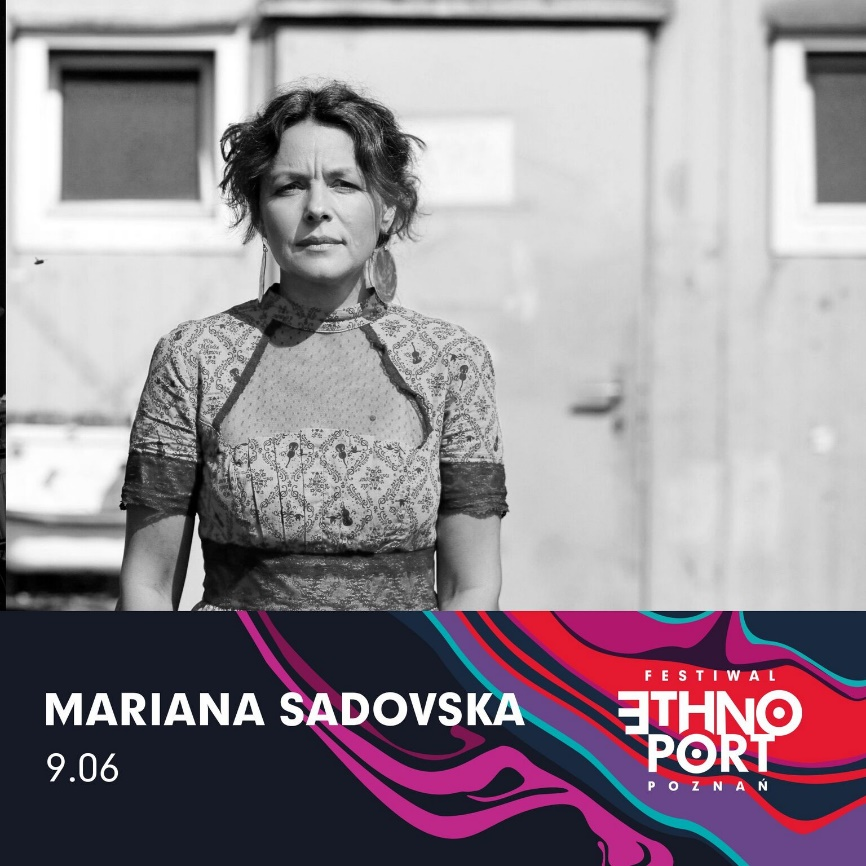 MARIANA SADOVSKA
9.06
FESTIWAL
ETHNO
PORT
POZNAŃ